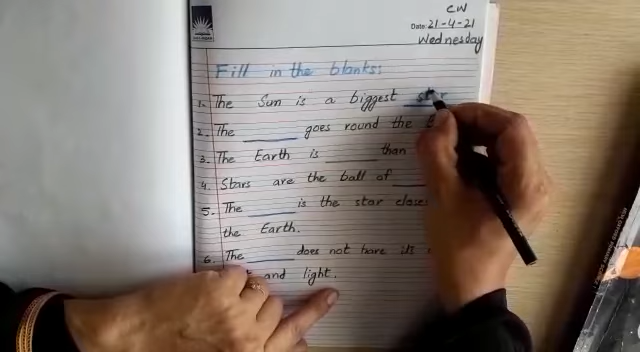 CW
Date: 21-4-21
Wednesday
Fill in the blanks:
1. The Sun is a biggest star
2. The ______ goes round the
3. The Earth is ______ than
4. Stars are the ball of ______
5. The ______ is the star
the Earth.
6. The ______ does not have its
and light.